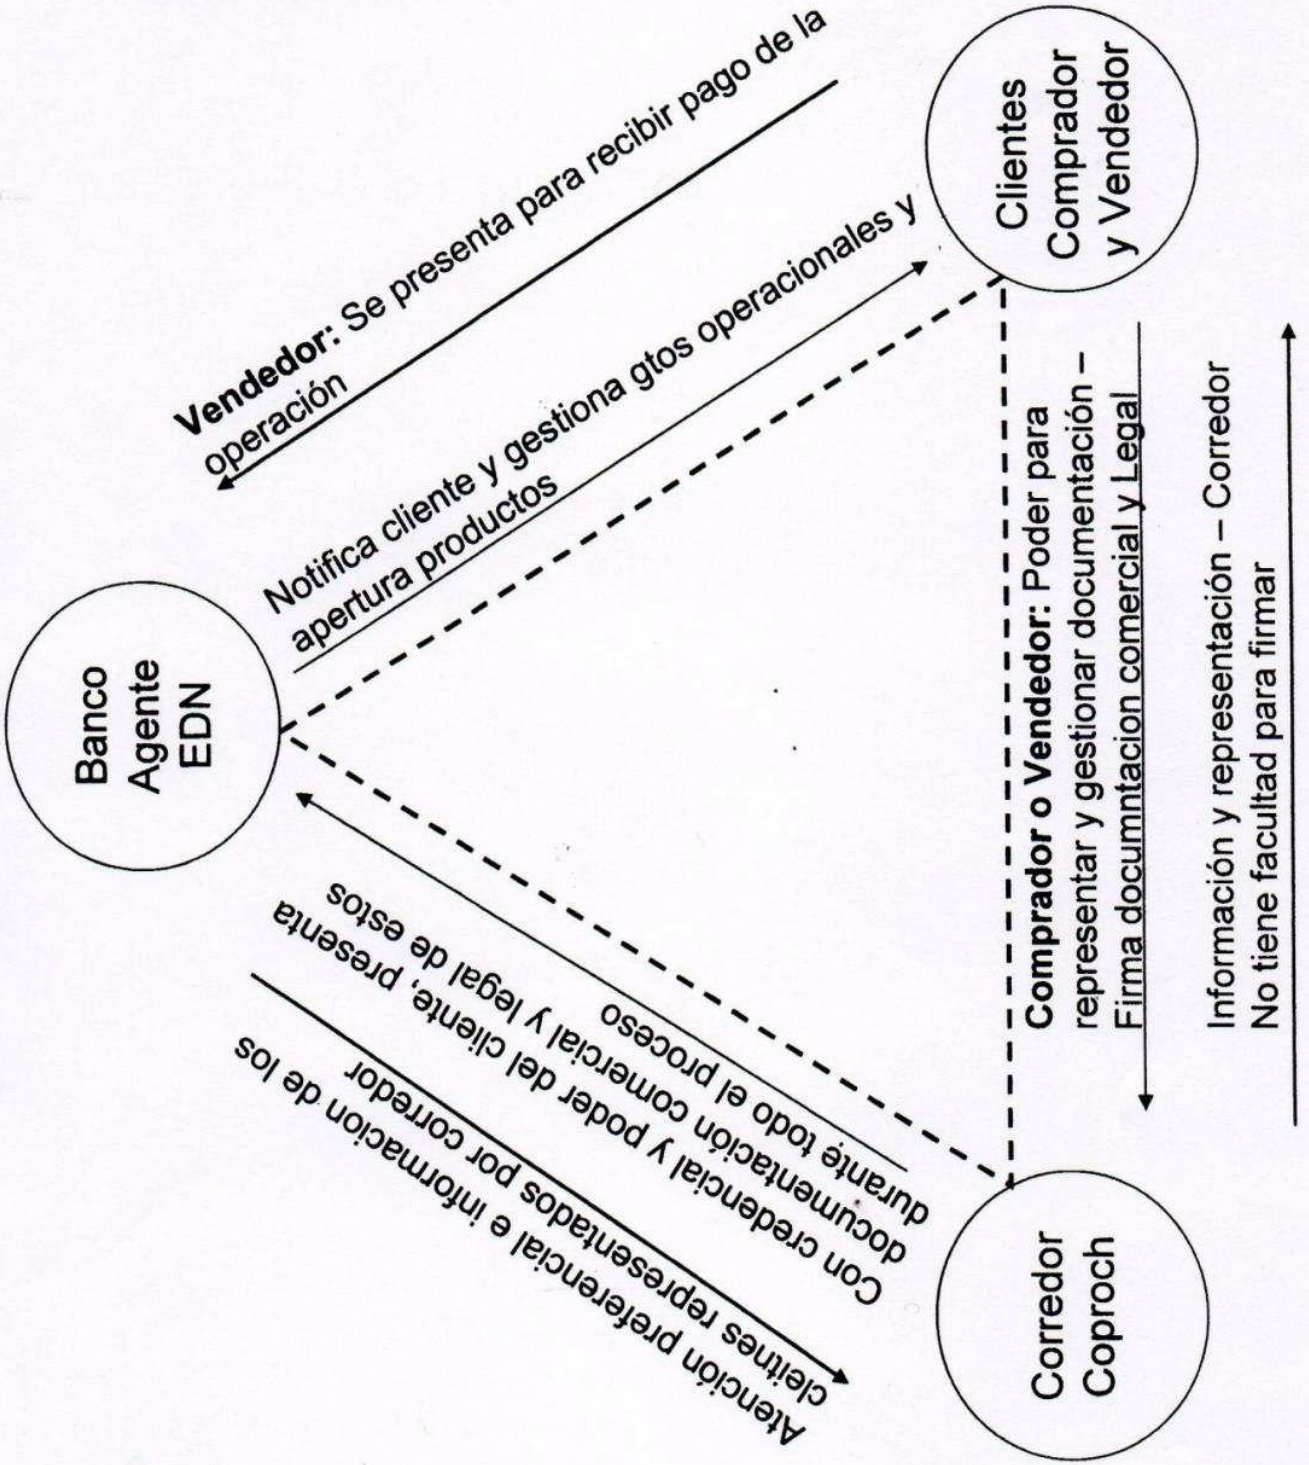 Banco
Agente
EDN
Vendedor: Se presenta para recibir pago de la
operación
Notifica cliente y gestiona gtos operacionales y
apertura productos
Atención preferencial e informacion de los
cleitnes representados por corredor
Con credencial y poder del cliente, presenta
documentación comercial y legal de estos
durante todo el proceso
Comprador o Vendedor: Poder para
representar y gestionar documentación –
Firma documntacion comercial y Legal
Información y representación – Corredor
No tiene facultad para firmar
Corredor
Coproch
Clientes
Comprador
y Vendedor